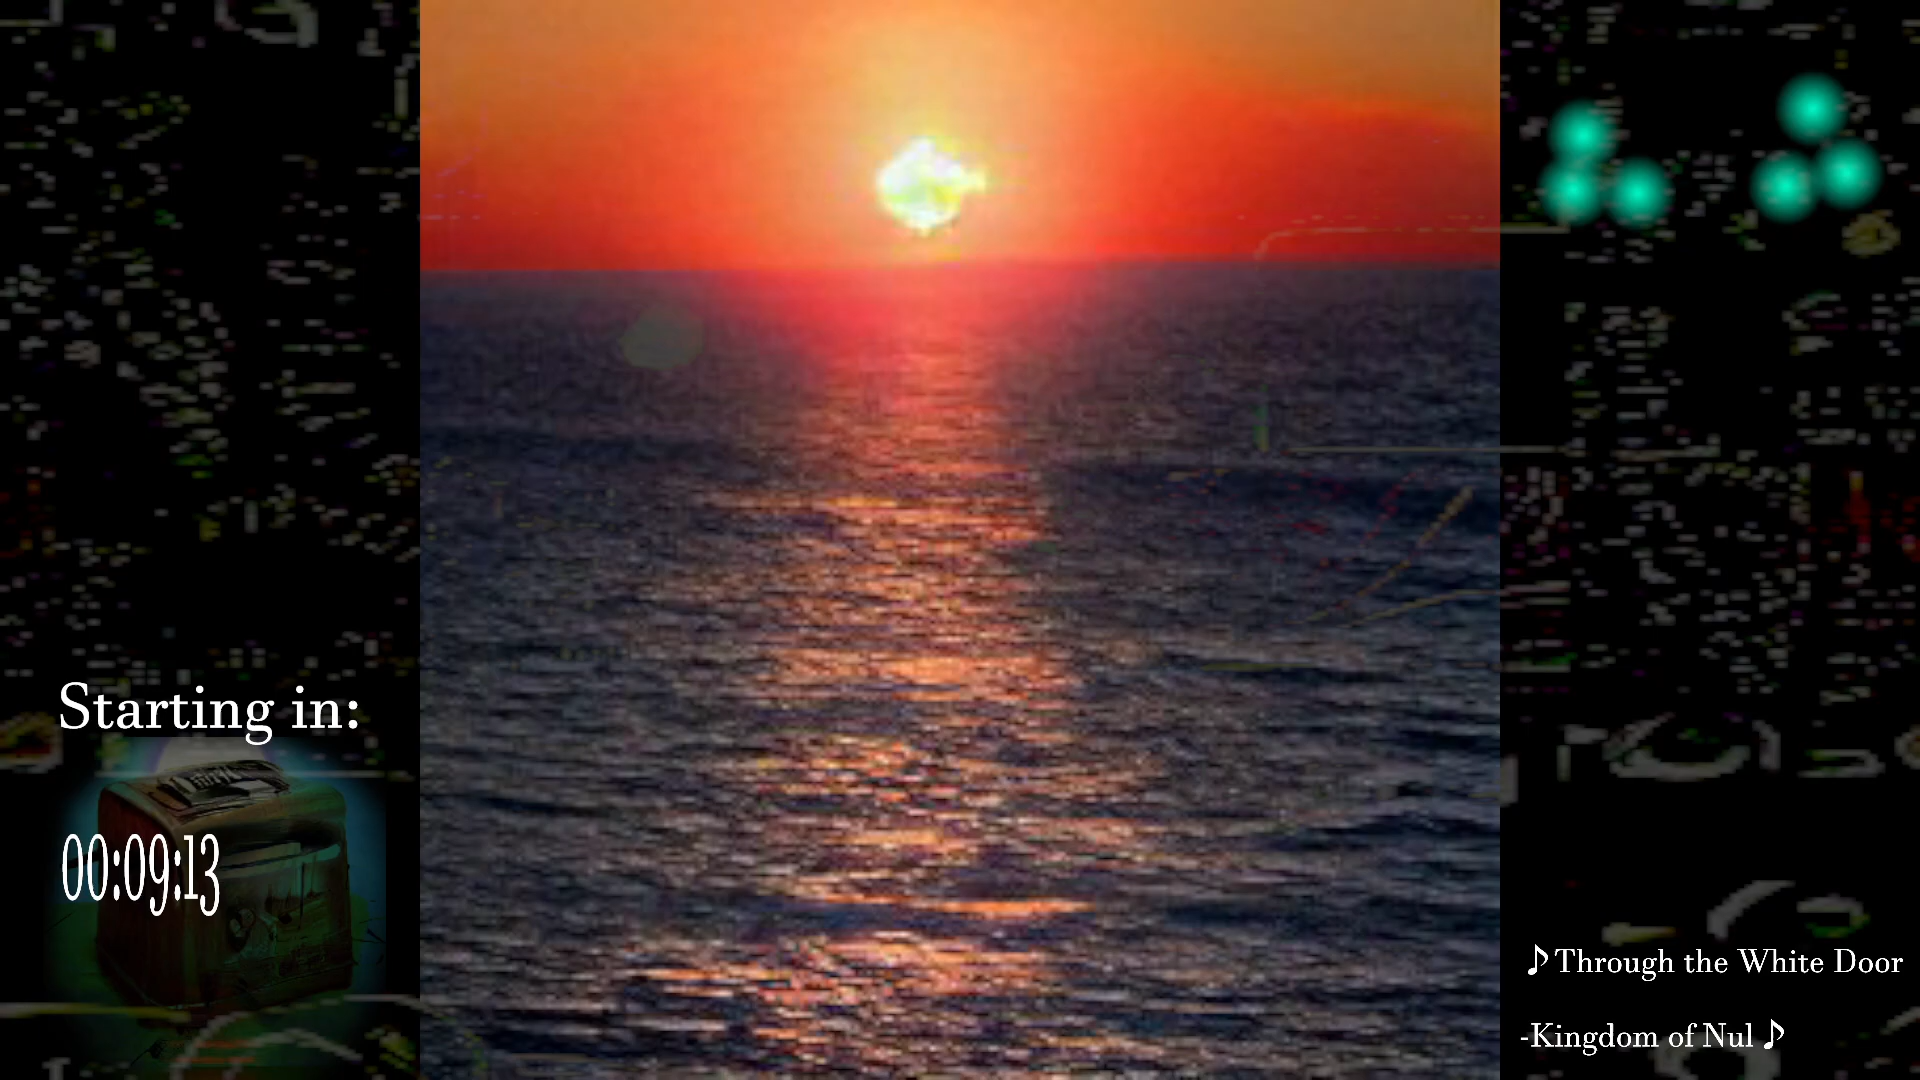 Starting in:
00:09:13
♪Through the White Door
-Kingdom of Nul♪